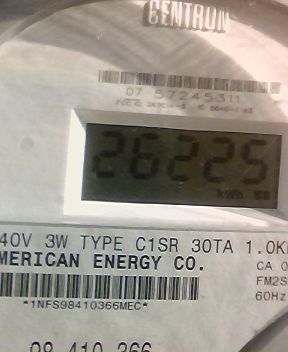 CENTRON
07 57245311
26225
kWh
40V 3W TYPE C1SR 30TA 1.0K
MERICAN ENERGY CO.
CA 0
FM2S
*1NFS98410366MEC*
60Hz
98 410 366